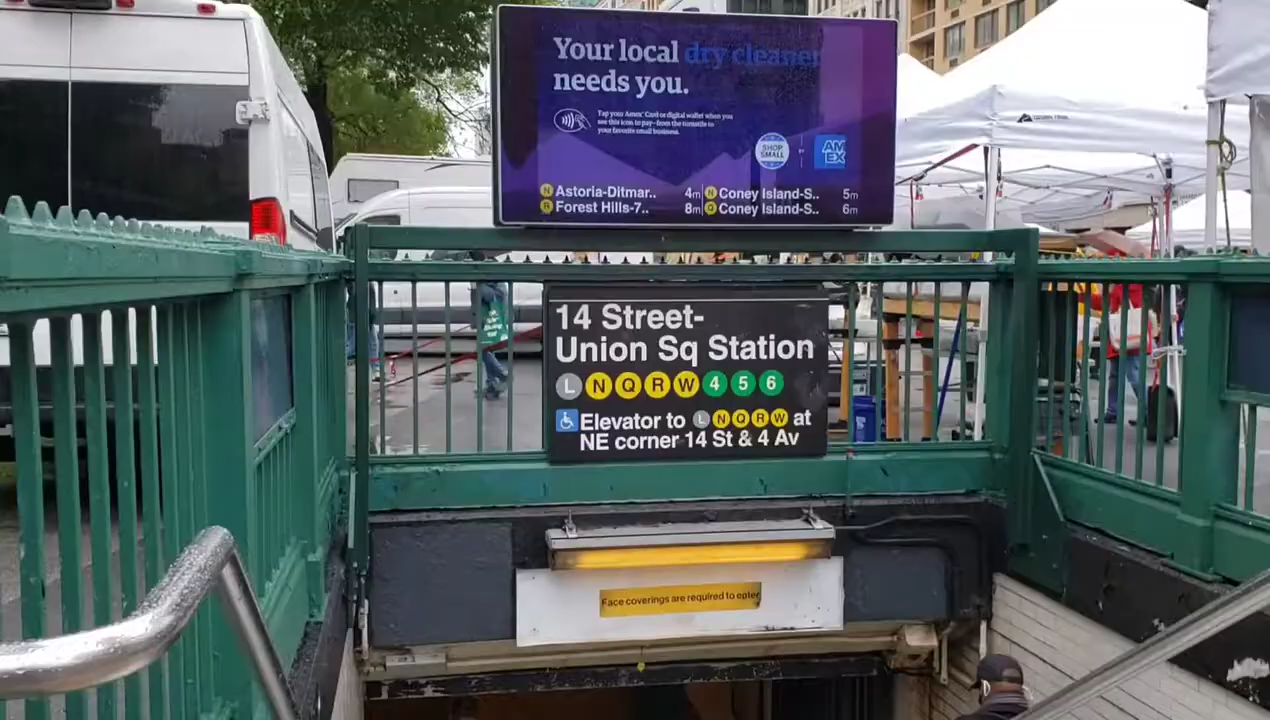 Your local dry cleaner
needs you.
Tap your Amex Card or digital wallet when you
see this icon to pay–from the turnstile to
your favorite small business.
SHOP
SMALL
AM
EX
N Astoria-Ditmar.. 4m N Coney Island-S.. 5m
R Forest Hills-7.. 8m Q Coney Island-S.. 6m
14 Street-
Union Sq Station
L N Q R W 4 5 6
Elevator to L N Q R W at
NE corner 14 St & 4 Av
Face coverings are required to enter